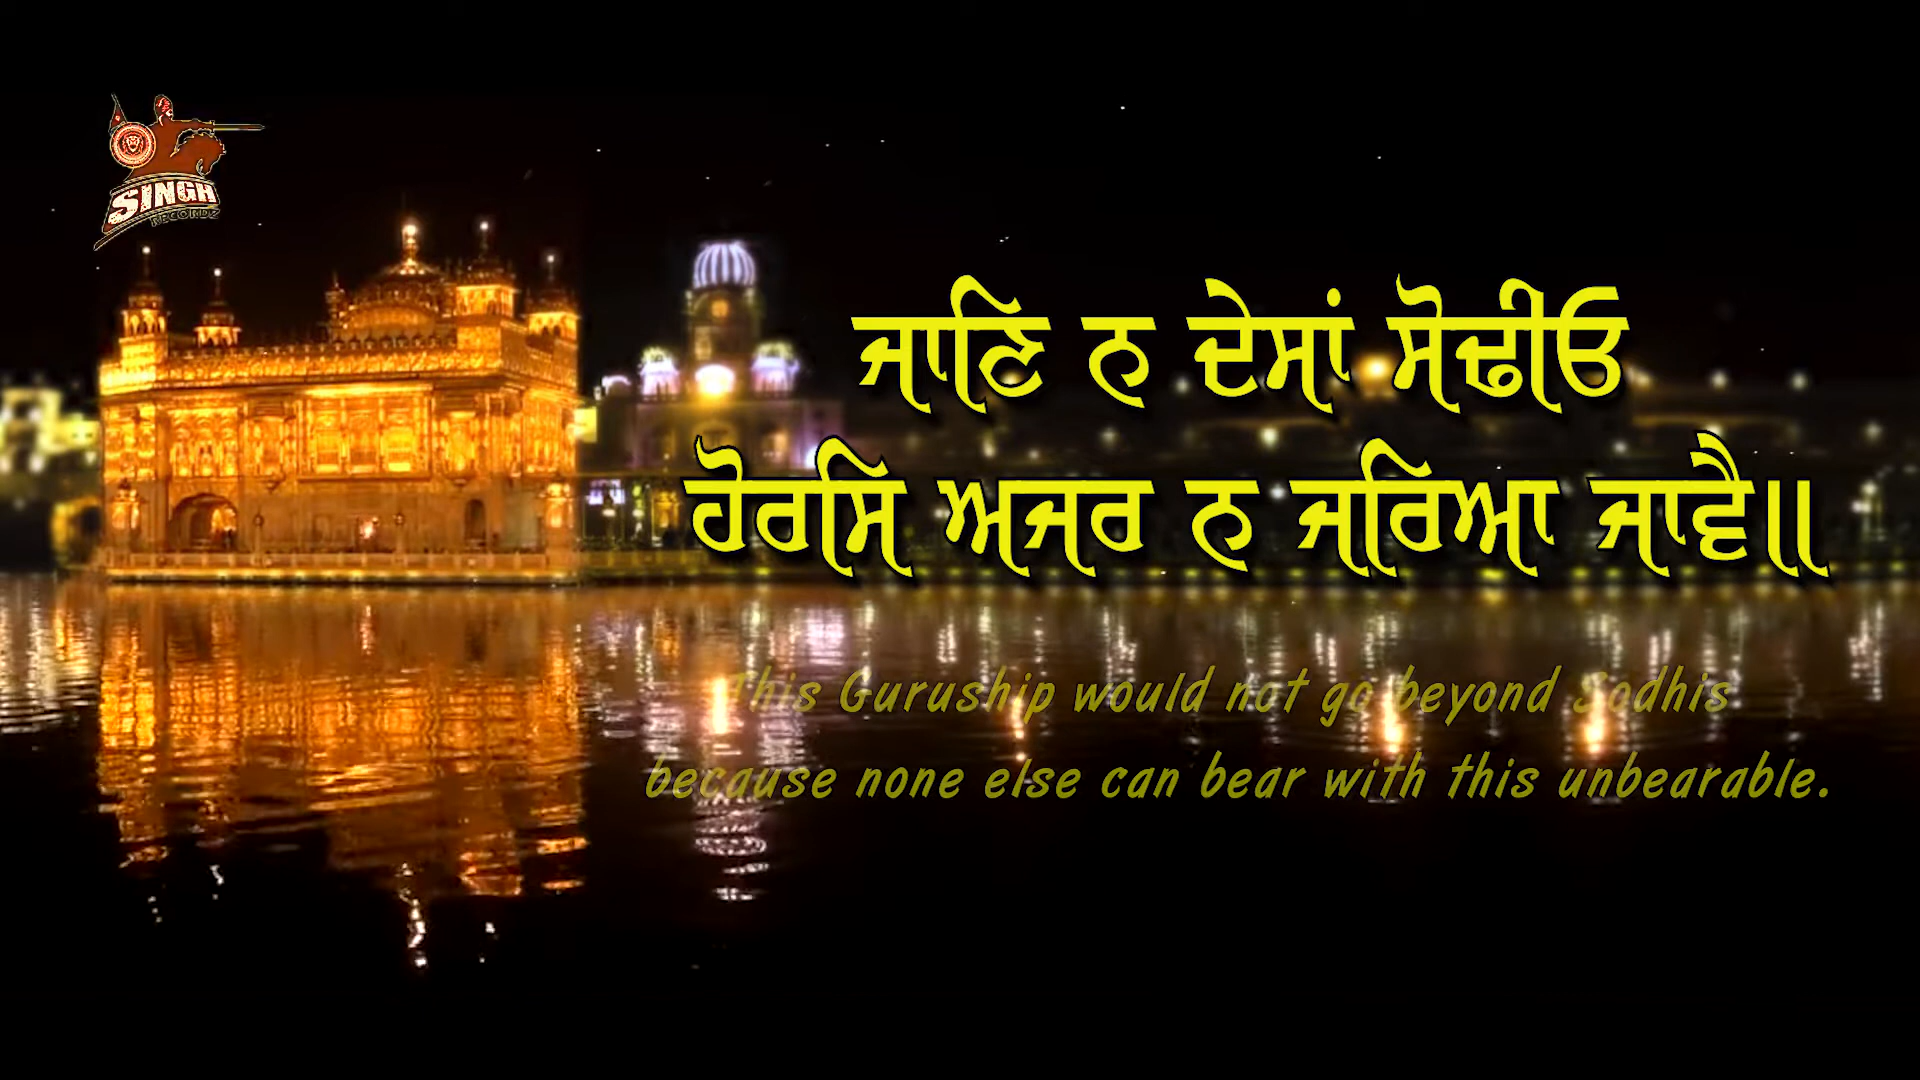 SINGH
RECORDZ
ਜਾਣਿ ਨ ਦੇਸਾਂ ਸੋਢੀਓ
ਹੋਰਸਿ ਅਜਰ ਨ ਜਰਿਆ ਜਾਵੈ॥
This Guruship would not go beyond Sodhis
because none else can bear with this unbearable.